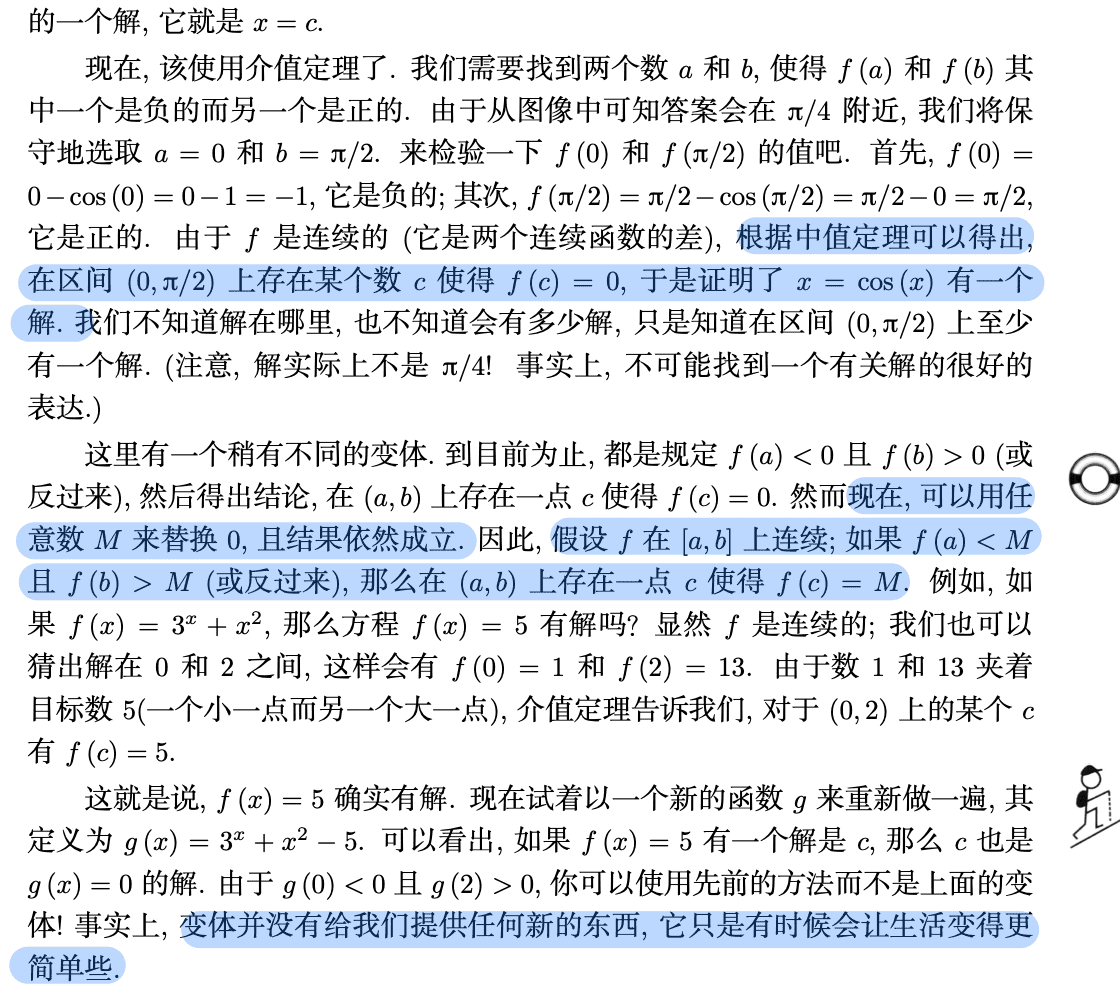 的一个解, 它就是 x = c.
现在, 该使用介值定理了. 我们需要找到两个数 a 和 b, 使得 f (a) 和 f (b) 其
中一个是负的而另一个是正的. 由于从图像中可知答案会在 π/4 附近, 我们将保
守地选取 a = 0 和 b = π/2. 来检验一下 f (0) 和 f (π/2) 的值吧. 首先, f (0) =
0 − cos (0) = 0 − 1 = −1, 它是负的; 其次, f (π/2) = π/2 − cos (π/2) = π/2 − 0 = π/2,
它是正的. 由于 f 是连续的 (它是两个连续函数的差), 根据中值定理可以得出,
在区间 (0, π/2) 上存在某个数 c 使得 f (c) = 0, 于是证明了 x = cos (x) 有一个
解. 我们不知道解在哪里, 也不知道会有多少解, 只是知道在区间 (0, π/2) 上至少
有一个解. (注意, 解实际上不是 π/4! 事实上, 不可能找到一个有关解的很好的
表达.)
这里有一个稍有不同的变体. 到目前为止, 都是规定 f (a) < 0 且 f (b) > 0 (或
反过来), 然后得出结论, 在 (a, b) 上存在一点 c 使得 f (c) = 0. 然而现在, 可以用任
意数 M 来替换 0, 且结果依然成立. 因此, 假设 f 在 [a, b] 上连续; 如果 f (a) < M
且 f (b) > M (或反过来), 那么在 (a, b) 上存在一点 c 使得 f (c) = M. 例如, 如
果 f (x) = 3ˣ + x², 那么方程 f (x) = 5 有解吗? 显然 f 是连续的; 我们也可以
猜出解在 0 和 2 之间, 这样会有 f (0) = 1 和 f (2) = 13. 由于数 1 和 13 夹着
目标数 5(一个小一点而另一个大一点), 介值定理告诉我们, 对于 (0, 2) 上的某个 c
有 f (c) = 5.
这就是说, f (x) = 5 确实有解. 现在试着以一个新的函数 g 来重新做一遍, 其
定义为 g (x) = 3ˣ + x² − 5. 可以看出, 如果 f (x) = 5 有一个解是 c, 那么 c 也是
g (x) = 0 的解. 由于 g (0) < 0 且 g (2) > 0, 你可以使用先前的方法而不是上面的变
体! 事实上, 变体并没有给我们提供任何新的东西, 它只是有时候会让生活变得更
简单些.